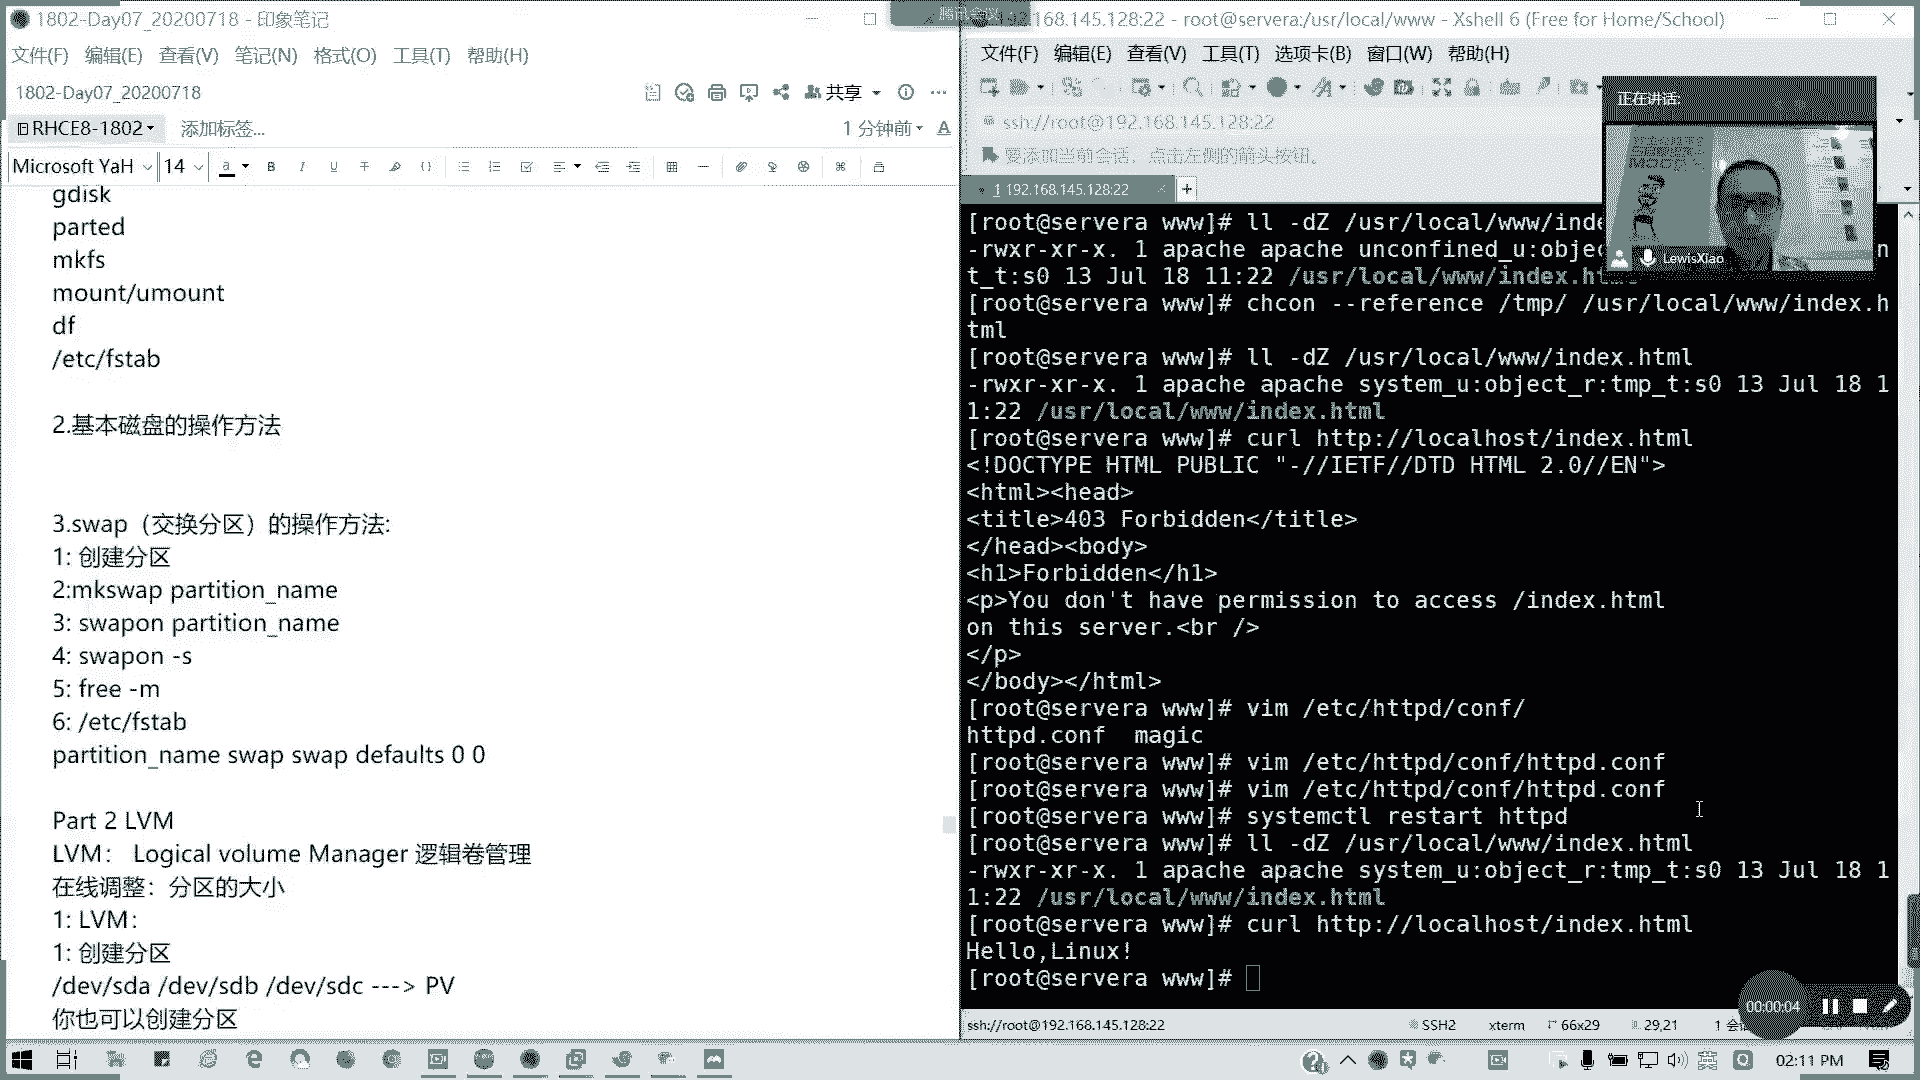 1802-Day07_20200718 - 印象笔记
文件(F) 编辑(E) 查看(V) 笔记(N) 格式(O) 工具(T) 帮助(H)
1802-Day07_20200718
共享
RHCE8-1802
添加标签...
1 分钟前
Microsoft YaH 14
gdisk
parted
mkfs
mount/umount
df
/etc/fstab
2.基本磁盘的操作方法
3.swap（交换分区）的操作方法:
1: 创建分区
2:mkswap partition_name
3: swapon partition_name
4: swapon -s
5: free -m
6: /etc/fstab
partition_name swap swap defaults 0 0
Part 2 LVM
LVM： Logical volume Manager 逻辑卷管理
在线调整：分区的大小
1: LVM：
1: 创建分区
/dev/sda /dev/sdb /dev/sdc ---> PV
你也可以创建分区
腾讯会议
192.168.145.128:22 - root@servera:/usr/local/www - Xshell 6 (Free for Home/School)
文件(F) 编辑(E) 查看(V) 工具(T) 选项卡(B) 窗口(W) 帮助(H)
ssh://root@192.168.145.128:22
要添加当前会话，点击左侧的箭头按钮。
1 192.168.145.128:22
正在讲话:
LewisXiao
[root@servera www]# ll -dZ /usr/local/www/inde
-rwxr-xr-x. 1 apache apache unconfined_u:objec n
t_t:s0 13 Jul 18 11:22 /usr/local/www/index.ht
[root@servera www]# chcon --reference /tmp/ /usr/local/www/index.h
tml
[root@servera www]# ll -dZ /usr/local/www/index.html
-rwxr-xr-x. 1 apache apache system_u:object_r:tmp_t:s0 13 Jul 18 1
1:22 /usr/local/www/index.html
[root@servera www]# curl http://localhost/index.html
<!DOCTYPE HTML PUBLIC "-//IETF//DTD HTML 2.0//EN">
<html><head>
<title>403 Forbidden</title>
</head><body>
<h1>Forbidden</h1>
<p>You don't have permission to access /index.html
on this server.<br />
</p>
</body></html>
[root@servera www]# vim /etc/httpd/conf/
httpd.conf magic
[root@servera www]# vim /etc/httpd/conf/httpd.conf
[root@servera www]# vim /etc/httpd/conf/httpd.conf
[root@servera www]# systemctl restart httpd
[root@servera www]# ll -dZ /usr/local/www/index.html
-rwxr-xr-x. 1 apache apache system_u:object_r:tmp_t:s0 13 Jul 18 1
1:22 /usr/local/www/index.html
[root@servera www]# curl http://localhost/index.html
Hello,Linux!
[root@servera www]#
00:00:04
ssh://root@192.168.145.128:22 SSH2 xterm 66x29 29,21
英 02:11 PM